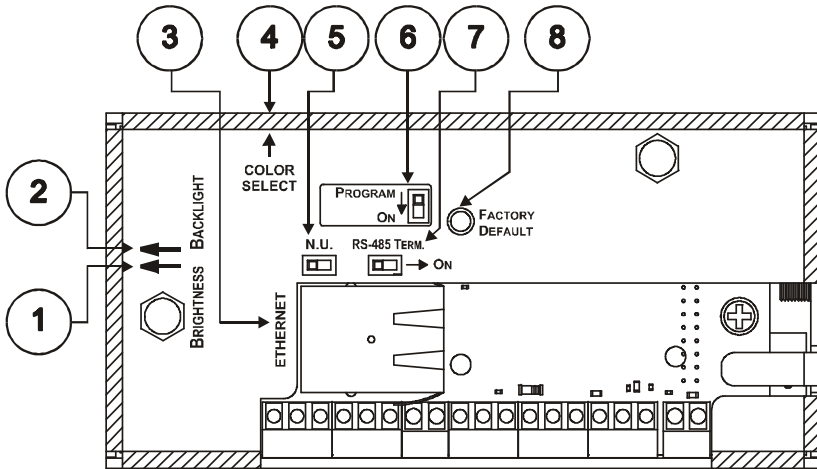 3
4
5
6
7
8
COLOR
SELECT
PROGRAM
ON
FACTORY
DEFAULT
2
BACKLIGHT
N.U.
RS-485 TERM.
ON
1
BRIGHTNESS
ETHERNET